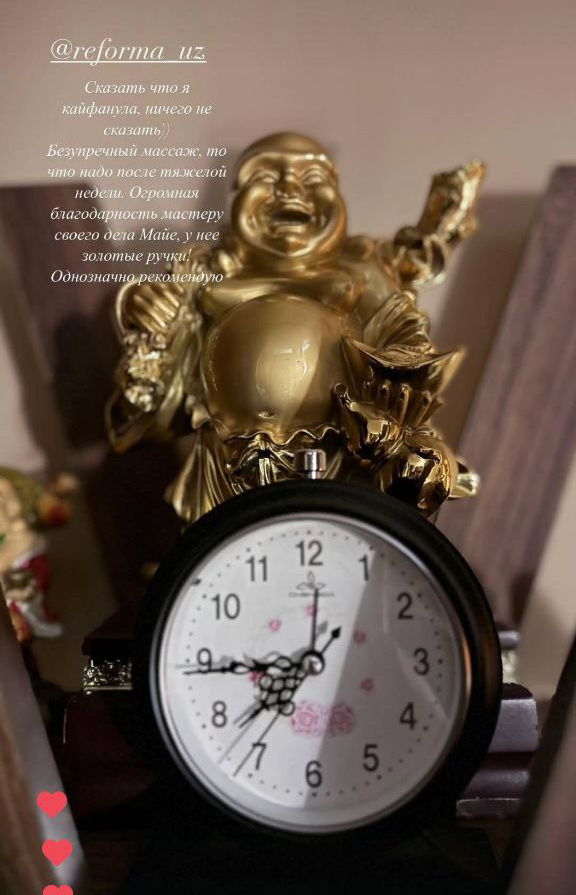 @reforma_uz
Сказать что я
кайфанула, ничего не
сказать))
Безупречный массаж, то
что надо после тяжелой
недели. Огромная
благодарность мастеру
своего дела Майе, у нее
золотые ручки!
Однозначно рекомендую
12
11
1
10
2
9
3
8
4
7
5
6